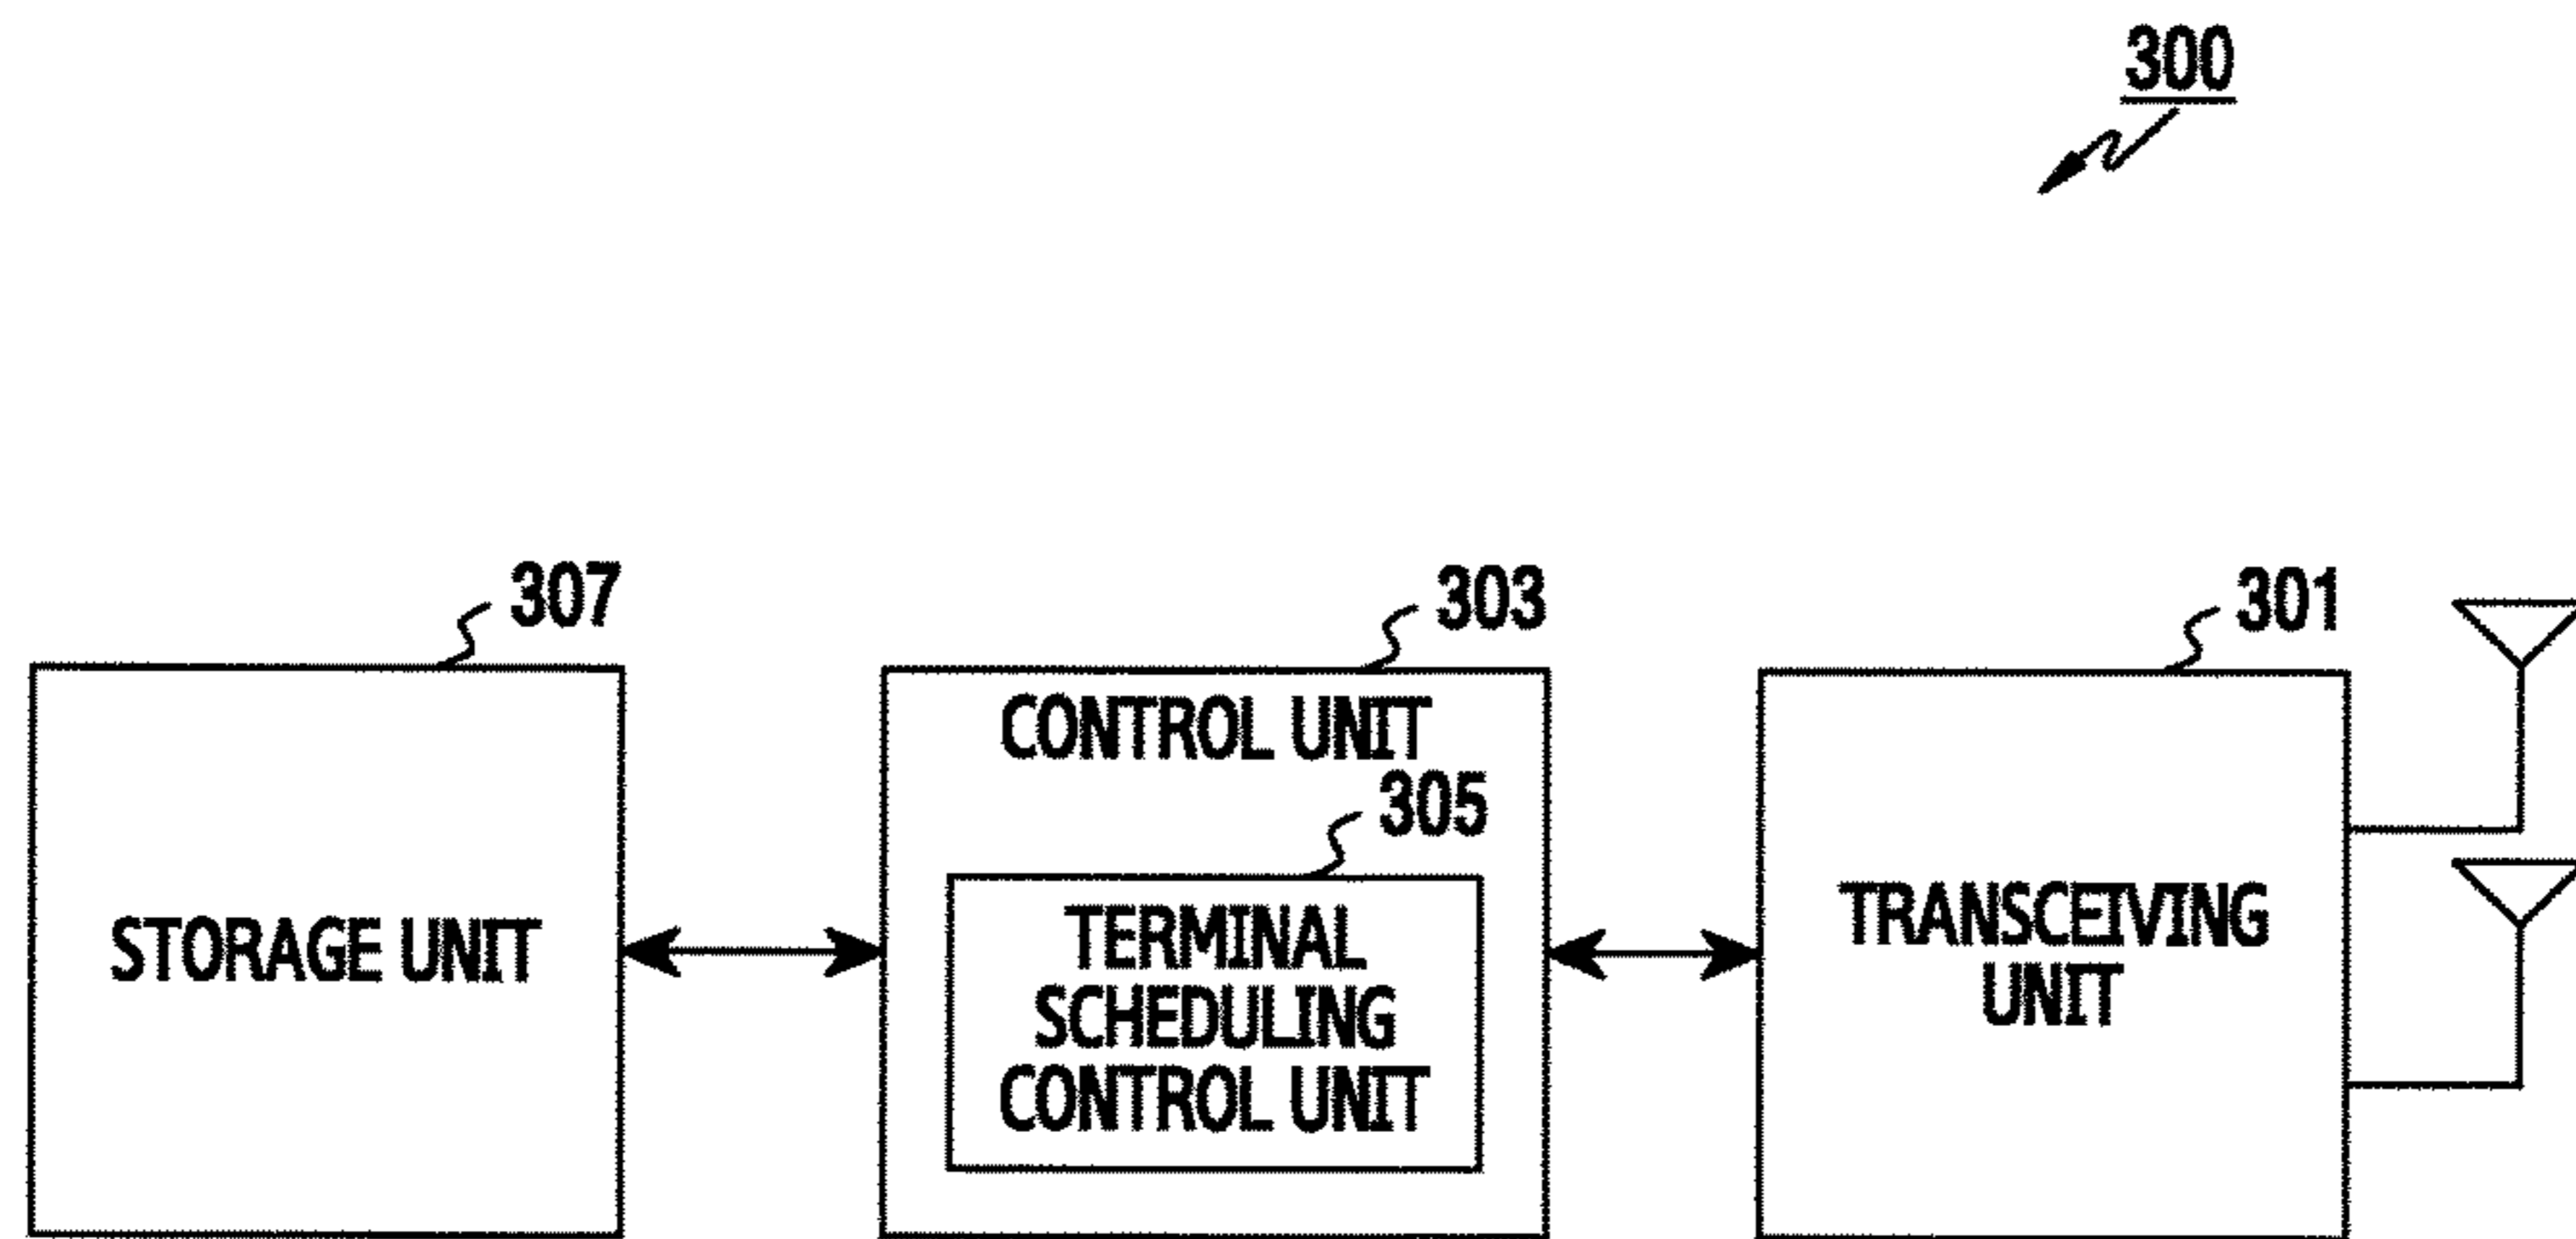 300
307
303
301
CONTROL UNIT
305
STORAGE UNIT
TERMINAL
SCHEDULING
CONTROL UNIT
TRANSCEIVING
UNIT